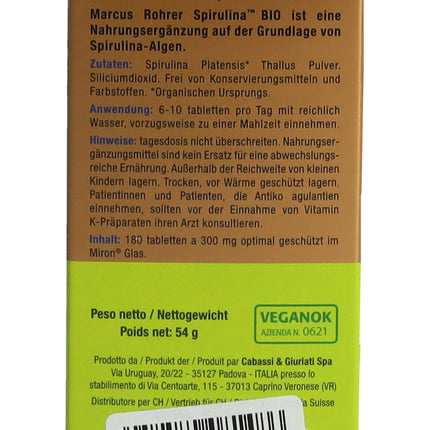 Marcus Rohrer Spirulina™ BIO ist eine
Nahrungsergänzung auf der Grundlage von
Spirulina-Algen.
Zutaten: Spirulina Platensis* Thallus Pulver.
Siliciumdioxid. Frei von Konservierungsmitteln und
Farbstoffen. *Organischen Ursprungs.
Anwendung: 6-10 tabletten pro Tag mit reichlich
Wasser, vorzugsweise zu einer Mahlzeit einnehmen.
Hinweise: tagesdosis nicht überschreiten. Nahrungser-
gänzungsmittel sind kein Ersatz für eine abwechslungs-
reiche Ernährung. Außerhalb der Reichweite von kleinen
Kindern lagern. Trocken, vor Wärme geschützt lagern.
Patientinnen und Patienten, die Antiko agulantien
einnehmen, sollten vor der Einnahme von Vitamin
K-Präparaten ihren Arzt konsultieren.
Inhalt: 180 tabletten a 300 mg optimal geschützt im
Miron® Glas.
Peso netto / Nettogewicht
Poids net: 54 g
VEGANOK
AZIENDA N. 0621
Prodotto da / Produkt der / Produit par Cabassi & Giuriati Spa
Via Uruguay, 20/22 - 35127 Padova - ITALIA presso lo
stabilimento di Via Centoarte, 115 - 37013 Caprino Veronese (VR)
Distributore per CH / Vertrieb für CH / Suisse